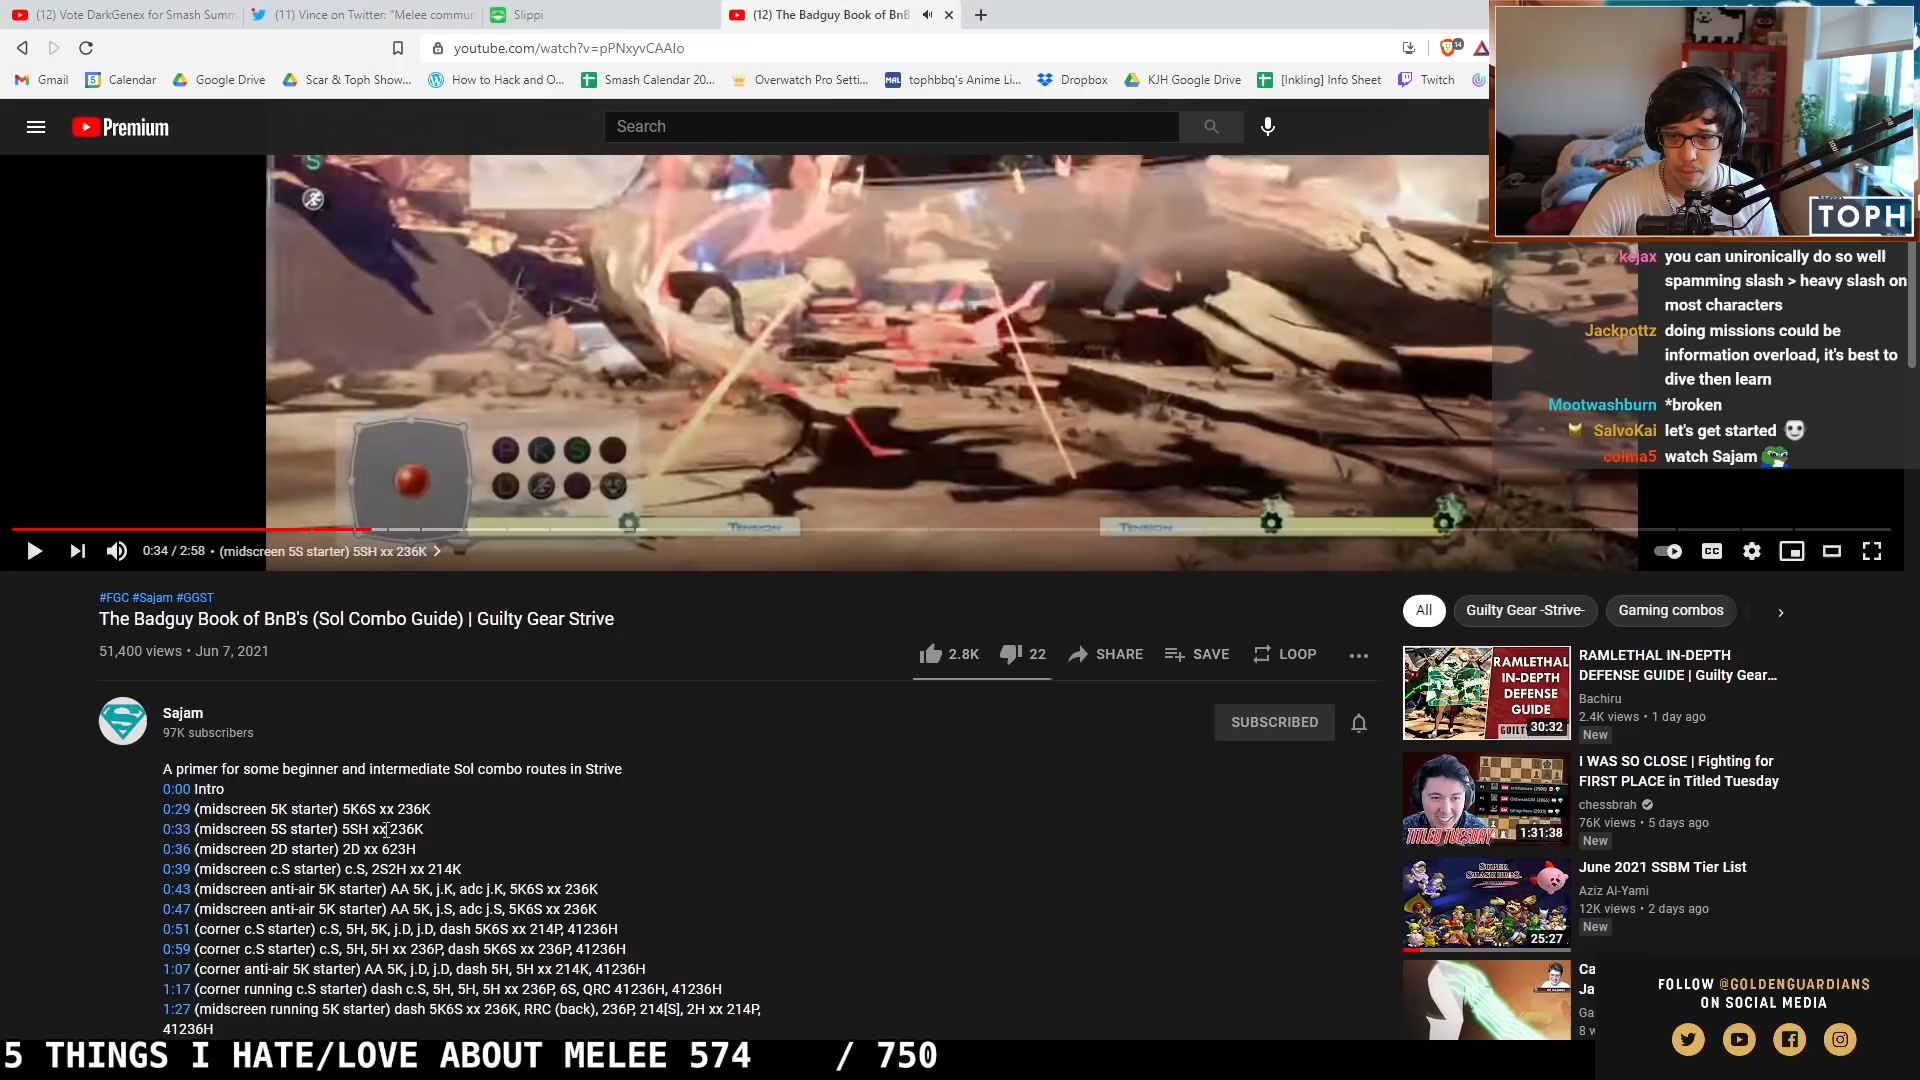 (12) Vote DarkGenex for Smash Summ
(11) Vince on Twitter: "Melee commun
Slippi
(12) The Badguy Book of BnB
youtube.com/watch?v=pPNxyvCAAIo
14
Gmail
Calendar
Google Drive
Scar & Toph Show...
How to Hack and O...
Smash Calendar 20...
Overwatch Pro Setti...
MAL
tophbbq's Anime Li...
Dropbox
KJH Google Drive
[Inkling] Info Sheet
Twitch
Premium
Search
TOPH
kojax you can unironically do so well
spamming slash > heavy slash on
most characters
Jackpottz doing missions could be
information overload, it's best to
dive then learn
Mootwashburn *broken
SalvoKai let's get started
colma5 watch Sajam
S
P K S
TENSION
TENSION
0:34 / 2:58 • (midscreen 5S starter) 5SH xx 236K
CC
#FGC #Sajam #GGST
The Badguy Book of BnB's (Sol Combo Guide) | Guilty Gear Strive
51,400 views • Jun 7, 2021
2.8K
22
SHARE
SAVE
LOOP
Sajam
97K subscribers
SUBSCRIBED
A primer for some beginner and intermediate Sol combo routes in Strive
0:00 Intro
0:29 (midscreen 5K starter) 5K6S xx 236K
0:33 (midscreen 5S starter) 5SH xx 236K
0:36 (midscreen 2D starter) 2D xx 623H
0:39 (midscreen c.S starter) c.S, 2S2H xx 214K
0:43 (midscreen anti-air 5K starter) AA 5K, j.K, adc j.K, 5K6S xx 236K
0:47 (midscreen anti-air 5K starter) AA 5K, j.S, adc j.S, 5K6S xx 236K
0:51 (corner c.S starter) c.S, 5H, 5K, j.D, j.D, dash 5K6S xx 214P, 41236H
0:59 (corner c.S starter) c.S, 5H, 5H xx 236P, dash 5K6S xx 236P, 41236H
1:07 (corner anti-air 5K starter) AA 5K, j.D, j.D, dash 5H, 5H xx 214K, 41236H
1:17 (corner running c.S starter) dash c.S, 5H, 5H, 5H xx 236P, 6S, QRC 41236H, 41236H
1:27 (midscreen running 5K starter) dash 5K6S xx 236K, RRC (back), 236P, 214[S], 2H xx 214P,
41236H
All
Guilty Gear -Strive-
Gaming combos
RAMLETHAL
IN-DEPTH
DEFENSE
GUIDE
30:32
RAMLETHAL IN-DEPTH
DEFENSE GUIDE | Guilty Gear...
Bachiru
2.4K views • 1 day ago
New
TITLED TUESDAY
1:31:38
I WAS SO CLOSE | Fighting for
FIRST PLACE in Titled Tuesday
chessbrah
76K views • 5 days ago
New
25:27
June 2021 SSBM Tier List
Aziz Al-Yami
12K views • 2 days ago
New
Ca
Ja
Ga
8 w
FOLLOW @GOLDENGUARDIANS
ON SOCIAL MEDIA
5 THINGS I HATE/LOVE ABOUT MELEE 574 / 750